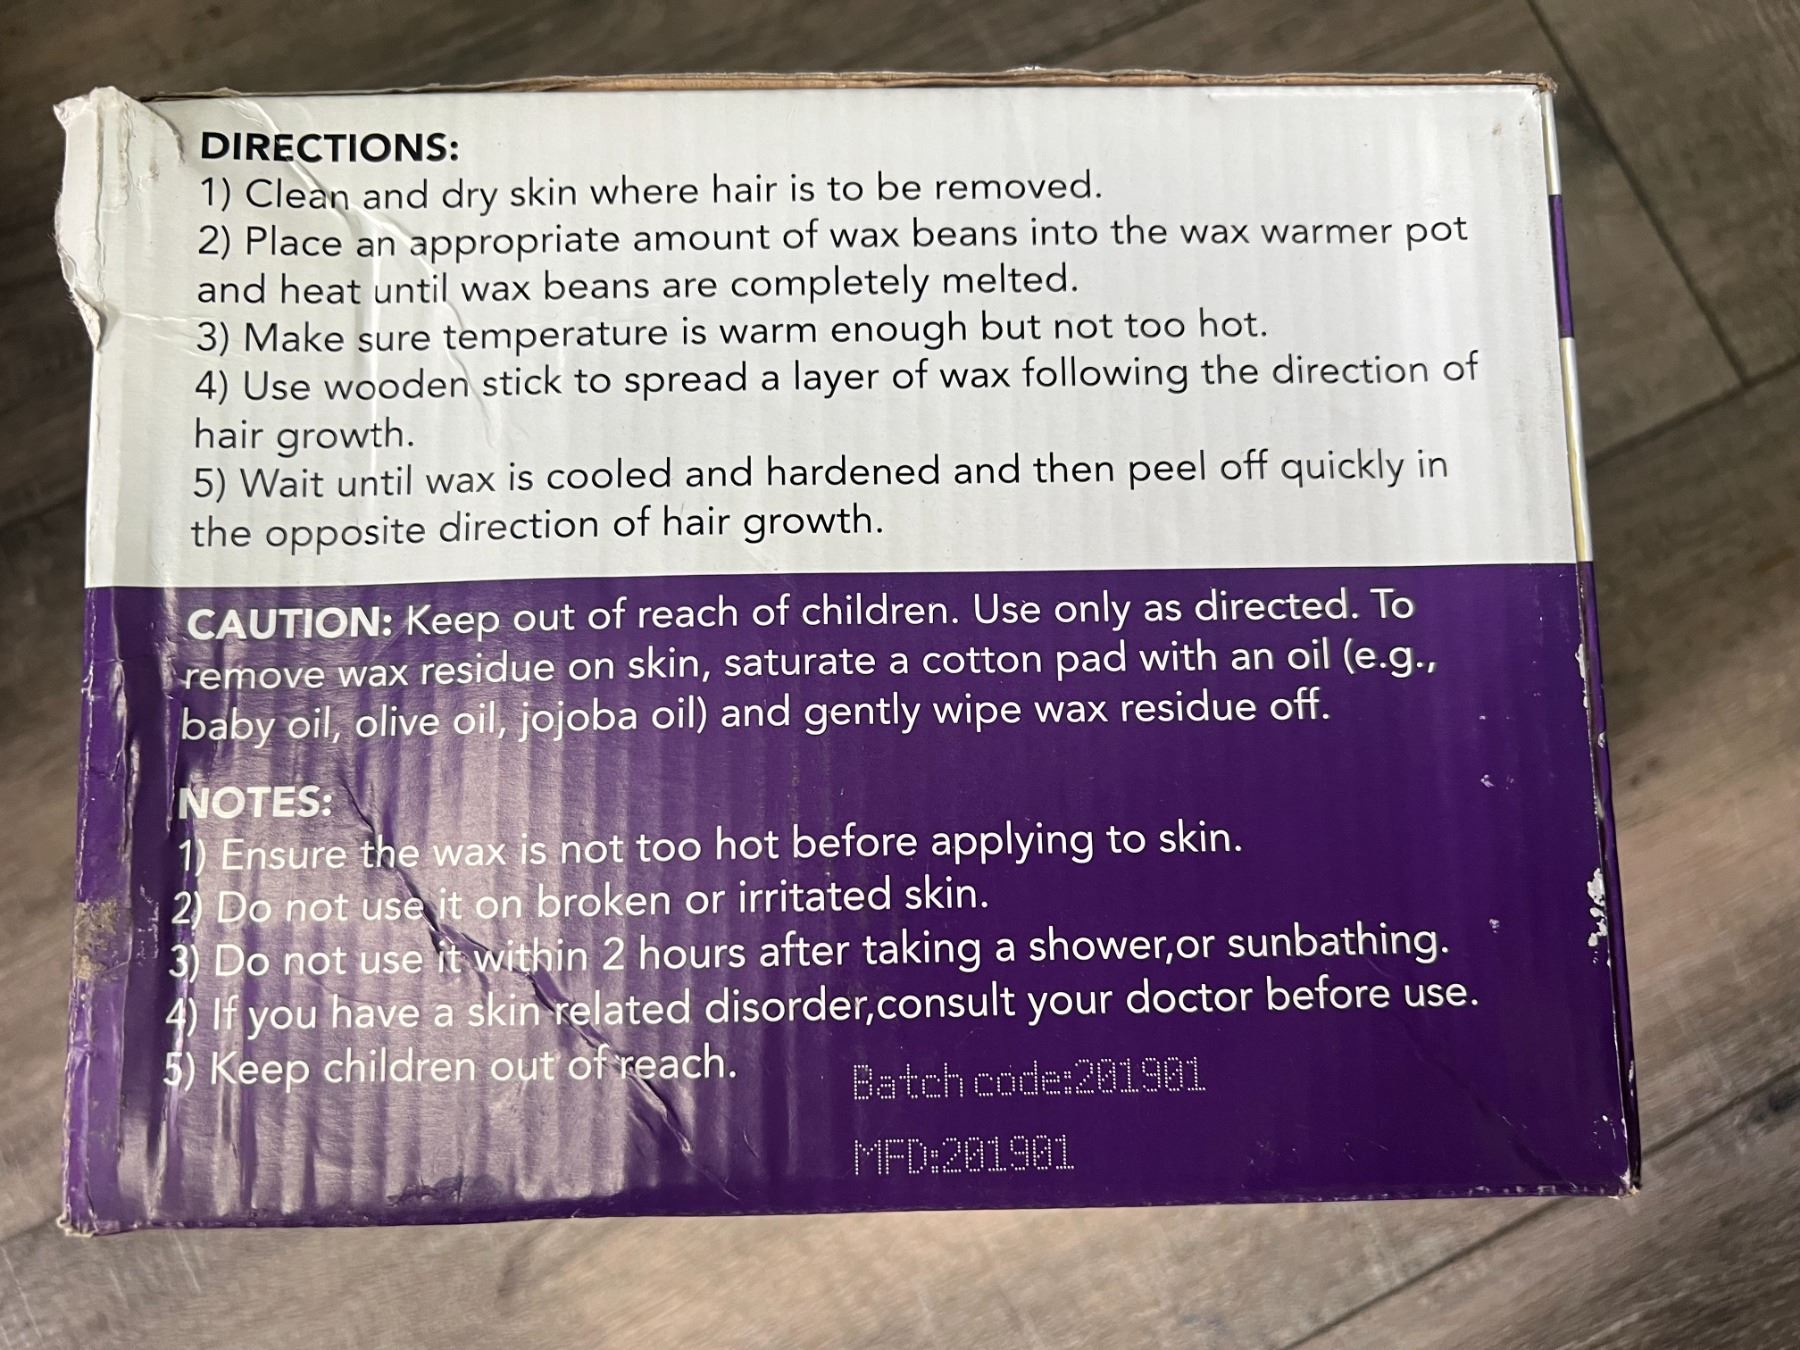 DIRECTIONS:
1) Clean and dry skin where hair is to be removed.
2) Place an appropriate amount of wax beans into the wax warmer pot
and heat until wax beans are completely melted.
3) Make sure temperature is warm enough but not too hot.
4) Use wooden stick to spread a layer of wax following the direction of
hair growth.
5) Wait until wax is cooled and hardened and then peel off quickly in
the opposite direction of hair growth.
CAUTION: Keep out of reach of children. Use only as directed. To
remove wax residue on skin, saturate a cotton pad with an oil (e.g.,
baby oil, olive oil, jojoba oil) and gently wipe wax residue off.
NOTES:
1) Ensure the wax is not too hot before applying to skin.
2) Do not use it on broken or irritated skin.
3) Do not use it within 2 hours after taking a shower,or sunbathing.
4) If you have a skin related disorder,consult your doctor before use.
5) Keep children out of reach.
Batch code:201901
MFD:201901